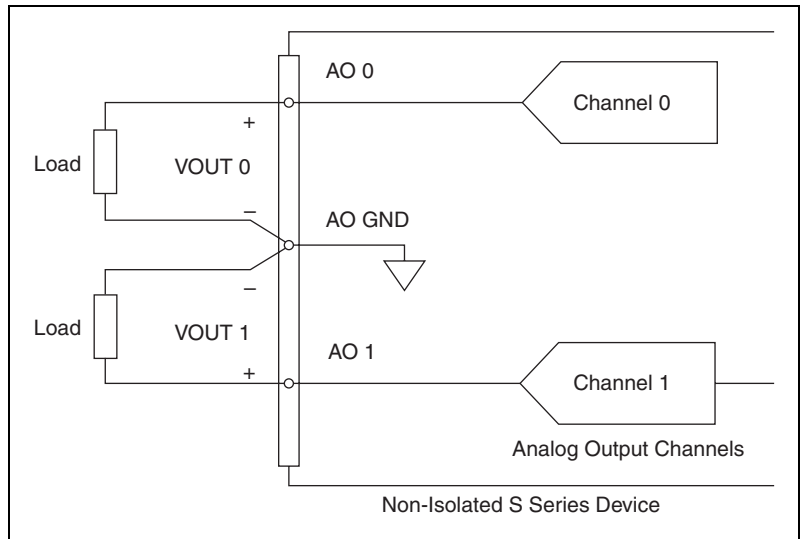 AO 0
Channel 0
+
Load
VOUT 0
–
AO GND
–
Load
VOUT 1
AO 1
+
Channel 1
Analog Output Channels
Non-Isolated S Series Device